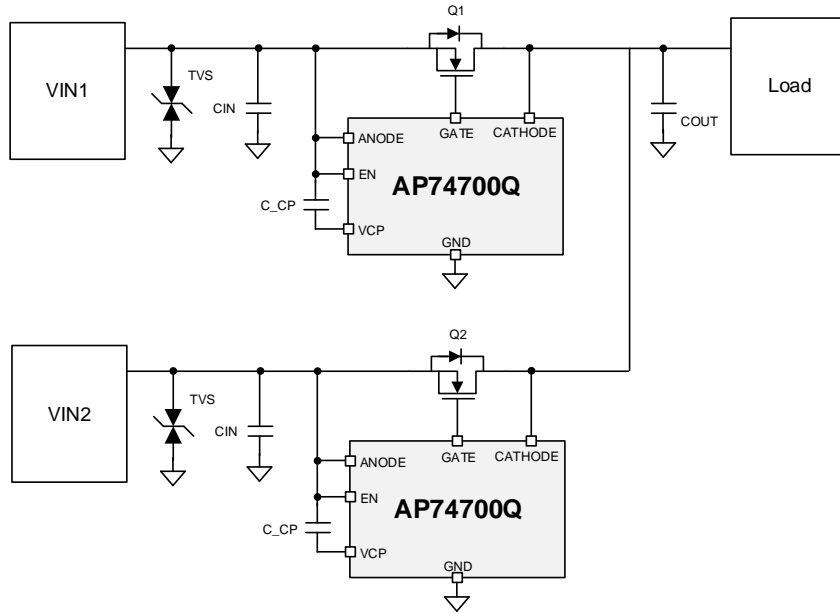 Q1
VIN1
TVS
CIN
Load
COUT
GATE
CATHODE
ANODE
AP74700Q
EN
C_CP
VCP
GND
Q2
VIN2
TVS
CIN
GATE
CATHODE
ANODE
AP74700Q
EN
C_CP
VCP
GND